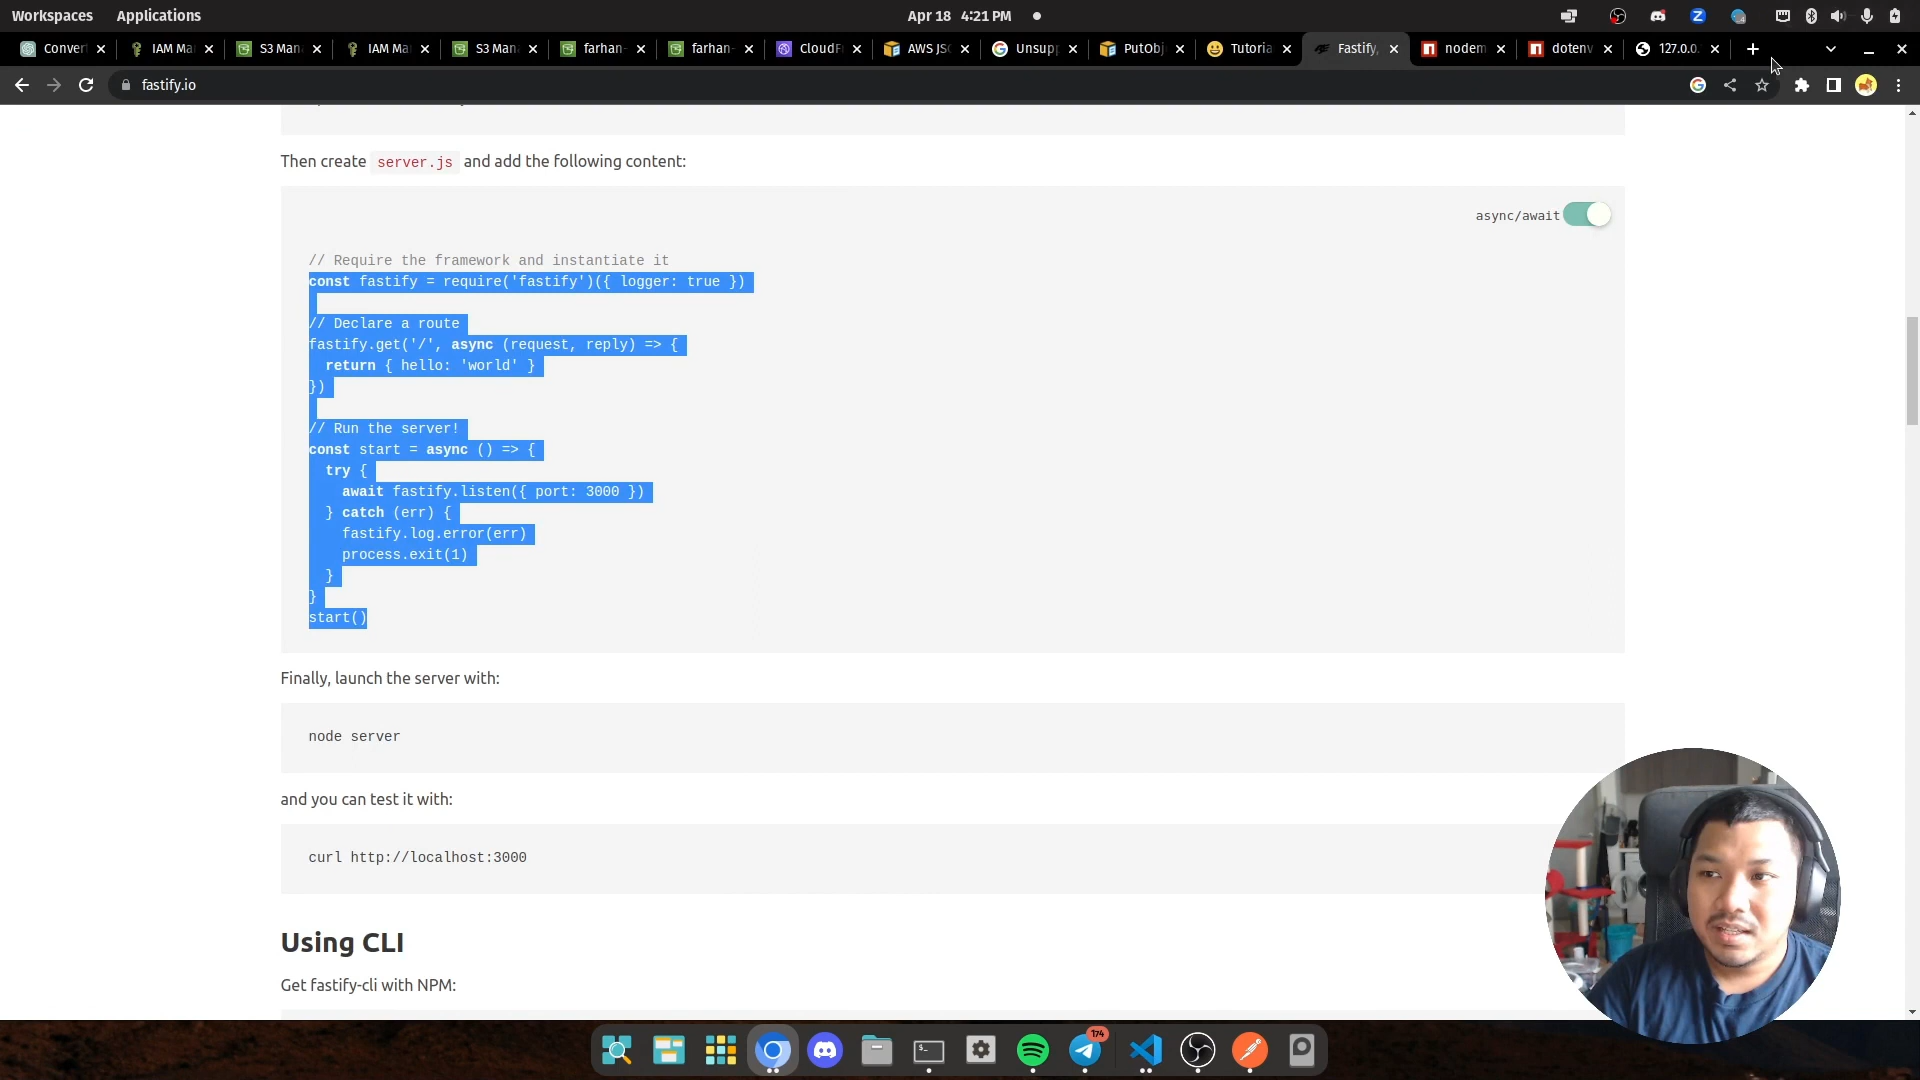 Workspaces Applications Apr 18 4:21 PM
Conver IAM Ma S3 Man IAM Ma S3 Man farhan- farhan- CloudF AWS JS Unsup PutObj Tutoria Fastify, nodem dotenv 127.0.0.
fastify.io
Then create server.js and add the following content:
async/await
// Require the framework and instantiate it
const fastify = require('fastify')({ logger: true })
// Declare a route
fastify.get('/', async (request, reply) => {
return { hello: 'world' }
})
// Run the server!
const start = async () => {
try {
await fastify.listen({ port: 3000 })
} catch (err) {
fastify.log.error(err)
process.exit(1)
}
}
start()
Finally, launch the server with:
node server
and you can test it with:
curl http://localhost:3000
Using CLI
Get fastify-cli with NPM:
174